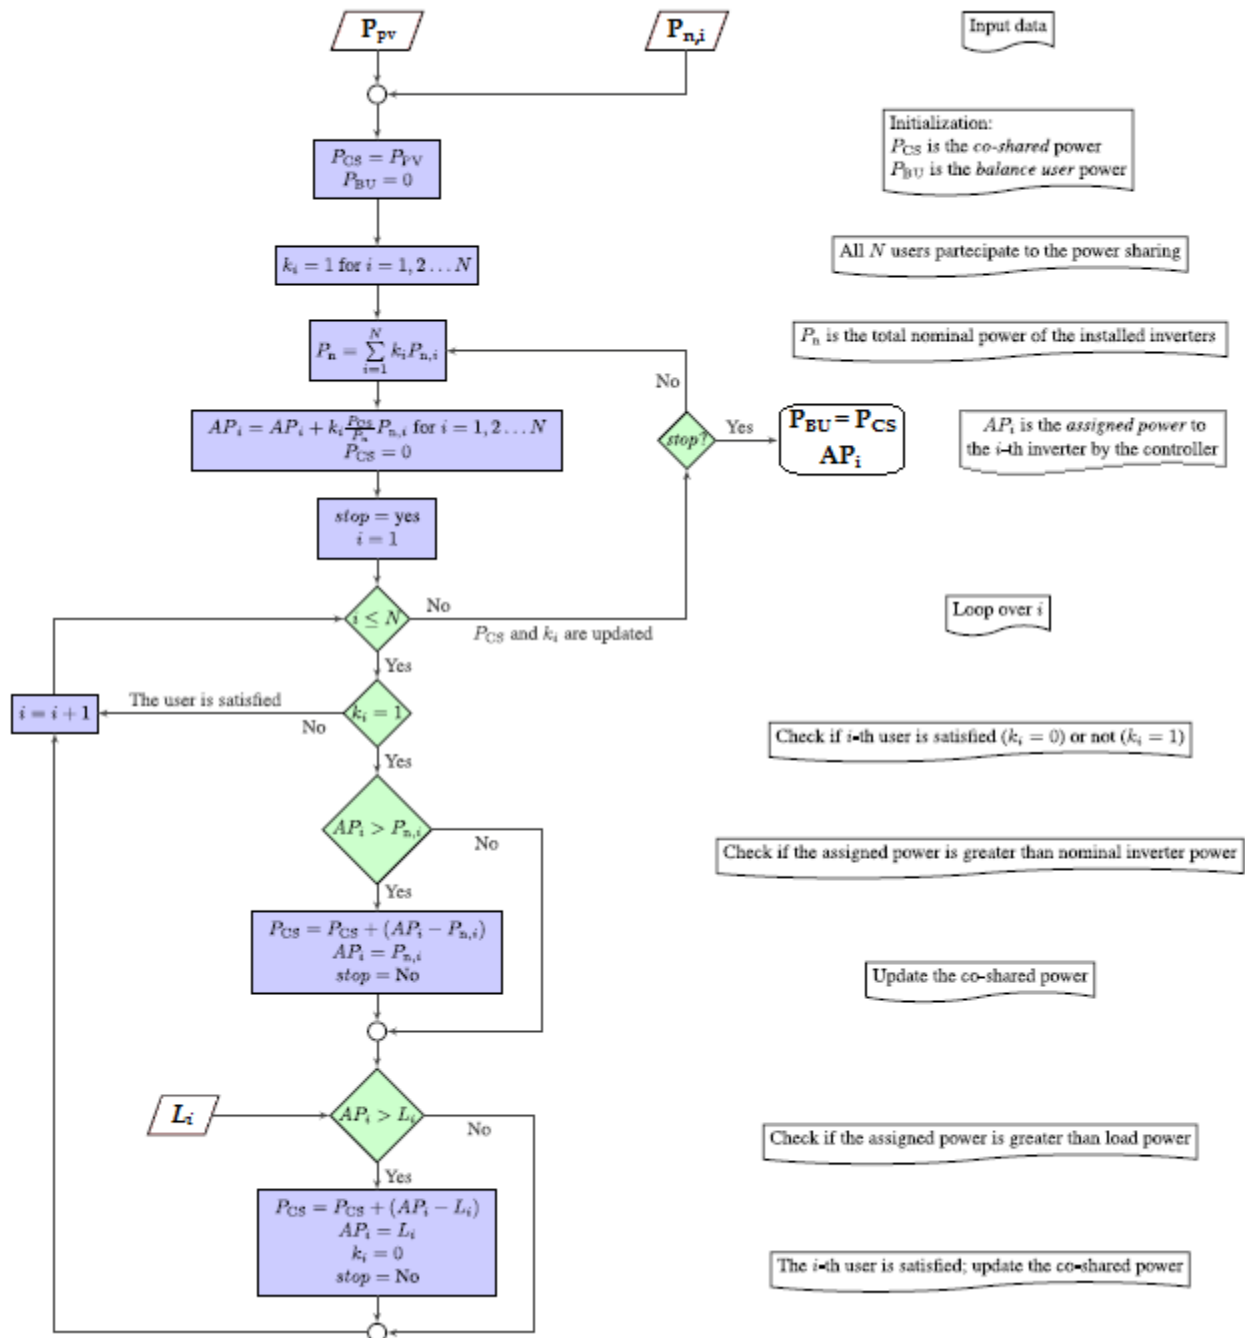 P_pv
P_n,i
Input data
P_CS = P_PV
P_BU = 0
Initialization:
P_CS is the co-shared power
P_BU is the balance user power
k_i = 1 for i = 1, 2 … N
All N users partecipate to the power sharing
P_n = ∑_{i=1}^{N} k_i P_n,i
P_n is the total nominal power of the installed inverters
No
AP_i = AP_i + k_i \frac{P_CS}{P_n} P_n,i for i = 1, 2 … N
P_CS = 0
stop?
Yes
P_BU = P_CS
AP_i
AP_i is the assigned power to
the i-th inverter by the controller
stop = yes
i = 1
i ≤ N
No
P_CS and k_i are updated
Loop over i
Yes
i = i + 1
The user is satisfied
No
k_i = 1
Check if i-th user is satisfied (k_i = 0) or not (k_i = 1)
Yes
AP_i > P_n,i
No
Check if the assigned power is greater than nominal inverter power
Yes
P_CS = P_CS + (AP_i − P_n,i)
AP_i = P_n,i
stop = No
Update the co-shared power
L_i
AP_i > L_i
No
Check if the assigned power is greater than load power
Yes
P_CS = P_CS + (AP_i − L_i)
AP_i = L_i
k_i = 0
stop = No
The i-th user is satisfied; update the co-shared power